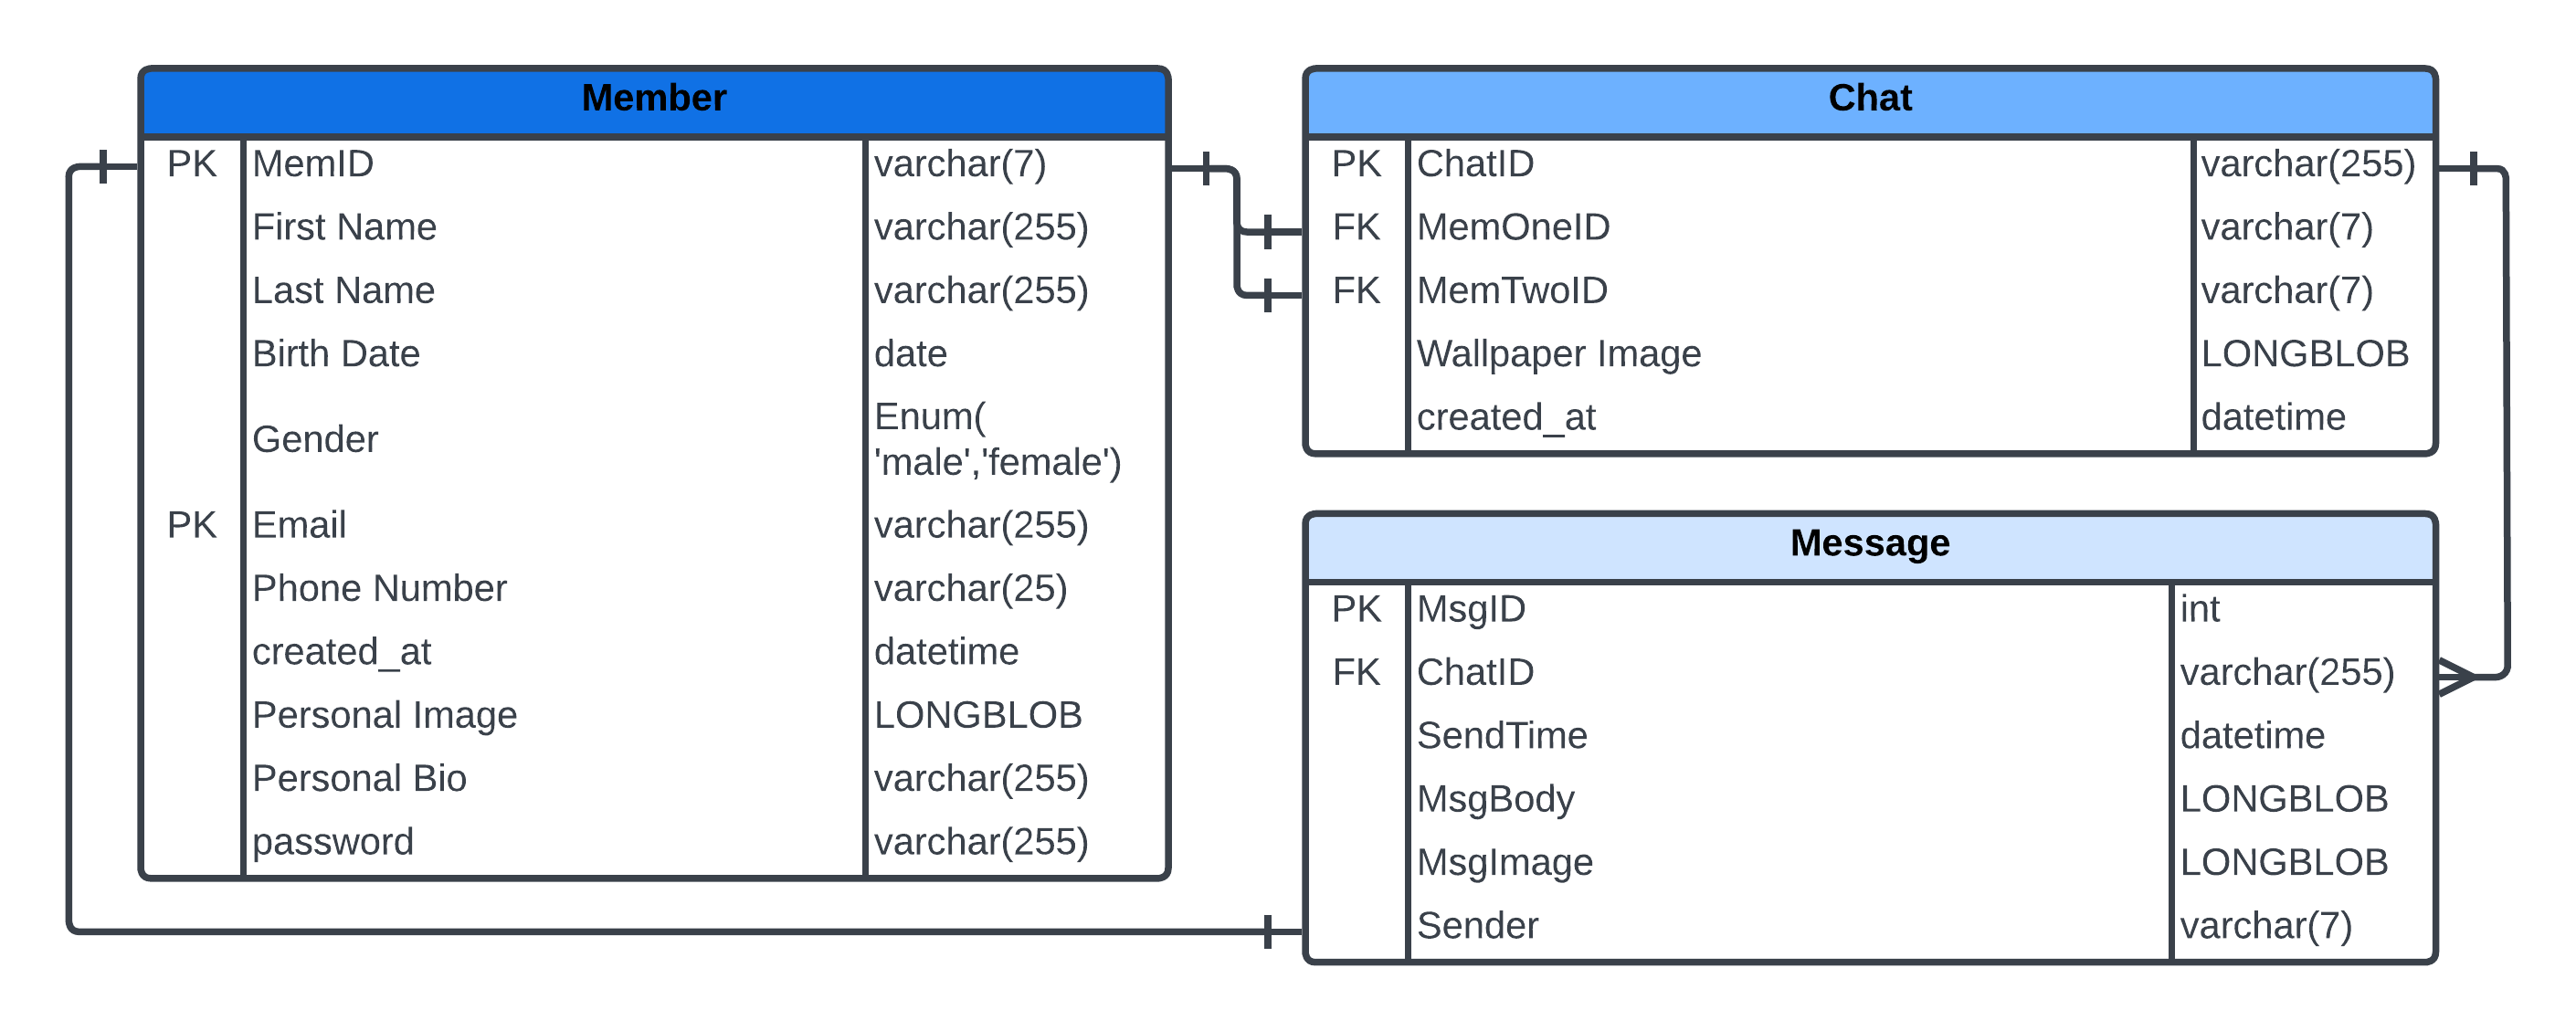 Member
PK MemID varchar(7)
First Name varchar(255)
Last Name varchar(255)
Birth Date date
Gender Enum(
'male','female')
PK Email varchar(255)
Phone Number varchar(25)
created_at datetime
Personal Image LONGBLOB
Personal Bio varchar(255)
password varchar(255)
Chat
PK ChatID varchar(255)
FK MemOneID varchar(7)
FK MemTwoID varchar(7)
Wallpaper Image LONGBLOB
created_at datetime
Message
PK MsgID int
FK ChatID varchar(255)
SendTime datetime
MsgBody LONGBLOB
MsgImage LONGBLOB
Sender varchar(7)